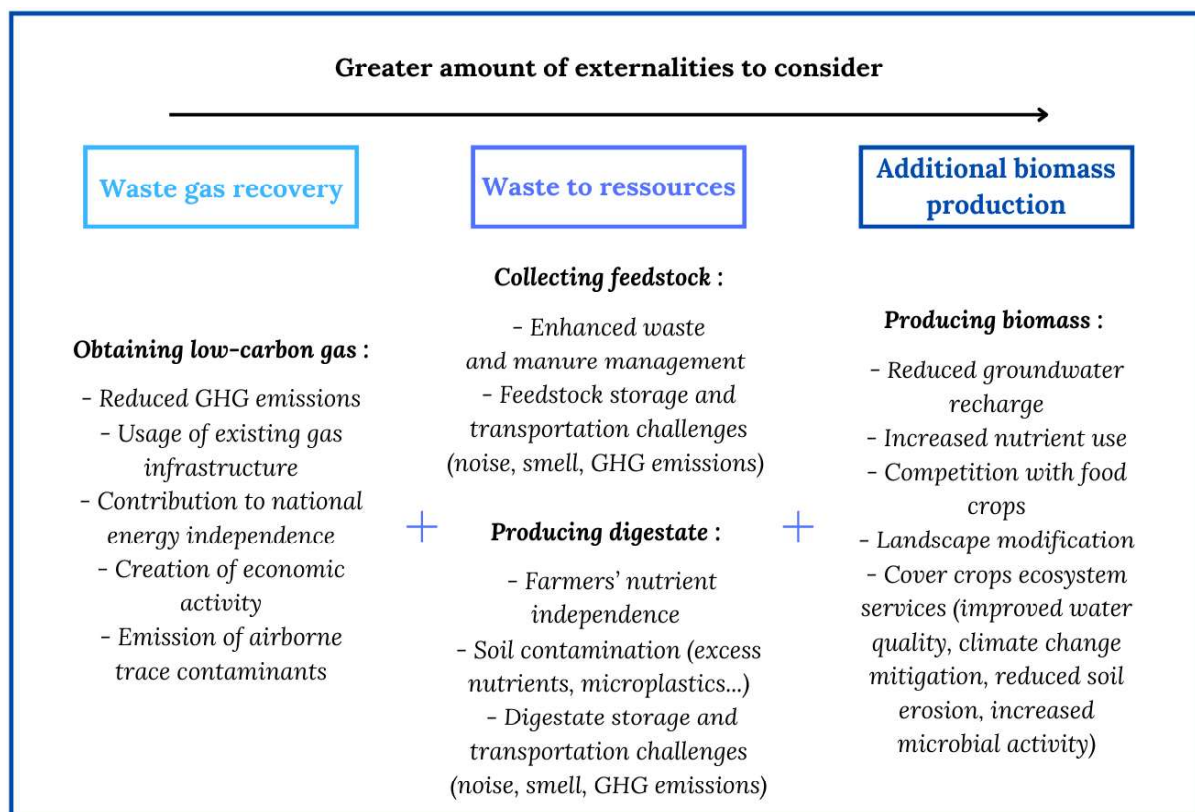 Greater amount of externalities to consider
Waste gas recovery
Obtaining low-carbon gas :
- Reduced GHG emissions
- Usage of existing gas
infrastructure
- Contribution to national
energy independence
- Creation of economic
activity
- Emission of airborne
trace contaminants
+
Waste to ressources
Collecting feedstock :
- Enhanced waste
and manure management
- Feedstock storage and
transportation challenges
(noise, smell, GHG emissions)
Producing digestate :
- Farmers' nutrient
independence
- Soil contamination (excess
nutrients, microplastics...)
- Digestate storage and
transportation challenges
(noise, smell, GHG emissions)
+
Additional biomass
production
Producing biomass :
- Reduced groundwater
recharge
- Increased nutrient use
- Competition with food
crops
- Landscape modification
- Cover crops ecosystem
services (improved water
quality, climate change
mitigation, reduced soil
erosion, increased
microbial activity)